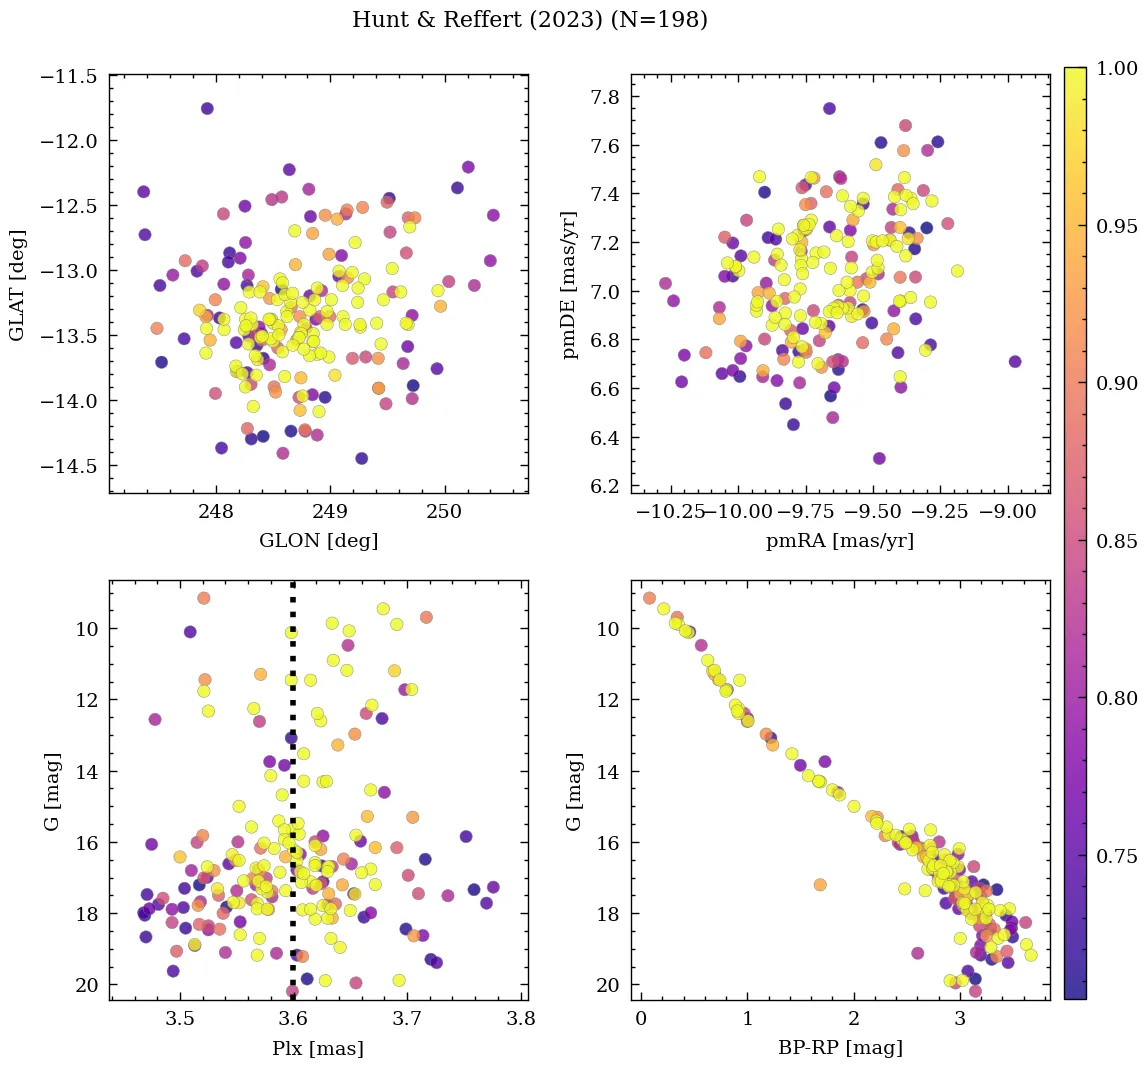 Hunt & Reffert (2023) (N=198)
−11.5
−12.0
−12.5
−13.0
−13.5
−14.0
−14.5
GLAT [deg]
248 249 250
GLON [deg]
7.8
7.6
7.4
7.2
7.0
6.8
6.6
6.4
6.2
pmDE [mas/yr]
−10.25 −10.00 −9.75 −9.50 −9.25 −9.00
pmRA [mas/yr]
1.00
0.95
0.90
0.85
0.80
0.75
10
12
14
16
18
20
G [mag]
3.5 3.6 3.7 3.8
Plx [mas]
10
12
14
16
18
20
G [mag]
0 1 2 3
BP-RP [mag]